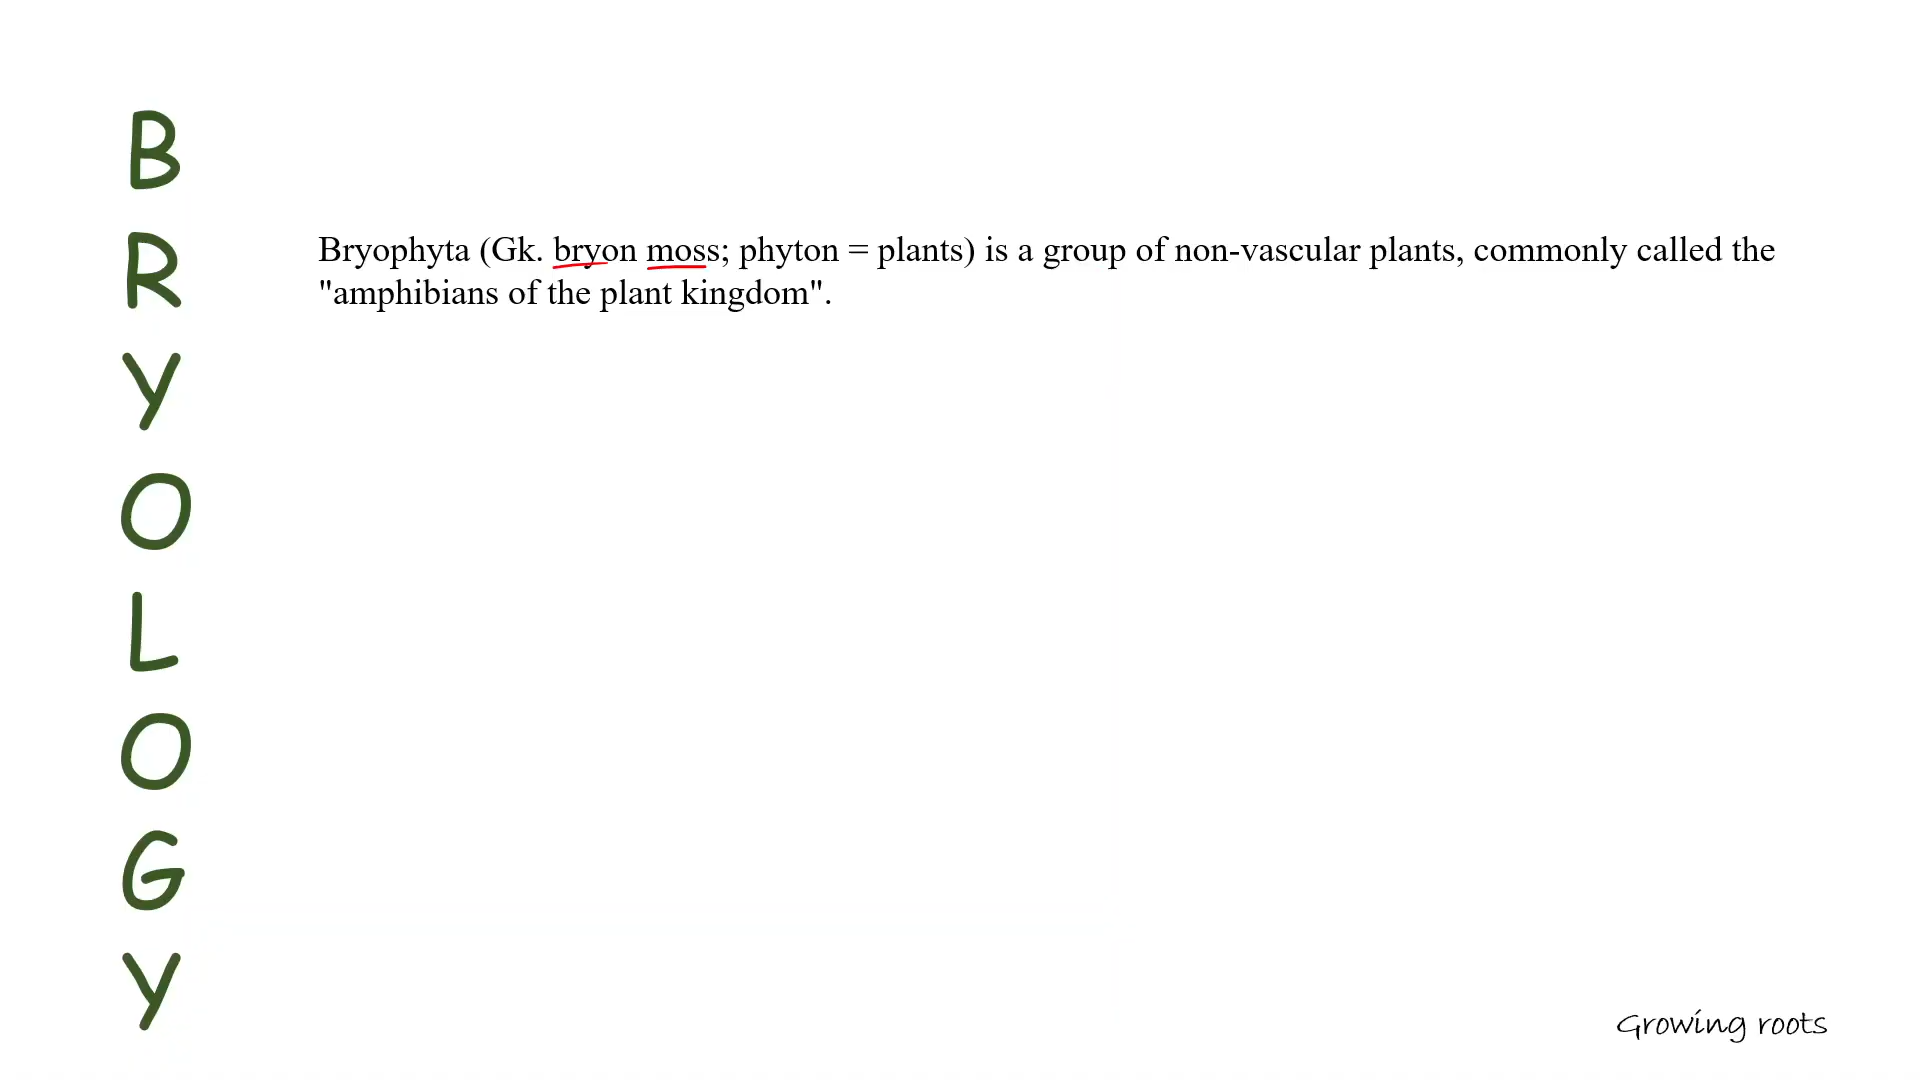 BRYOLOGY
Bryophyta (Gk. bryon moss; phyton = plants) is a group of non-vascular plants, commonly called the
"amphibians of the plant kingdom".
Growing roots